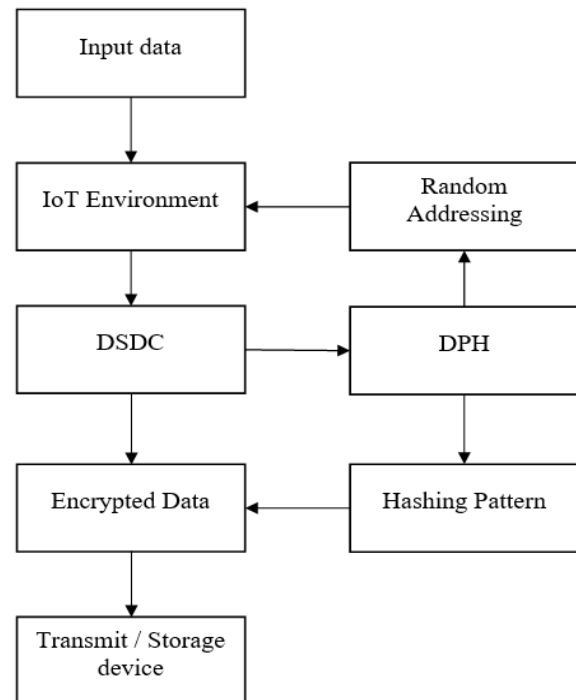 Input data
IoT Environment
Random
Addressing
DSDC
DPH
Encrypted Data
Hashing Pattern
Transmit / Storage
device